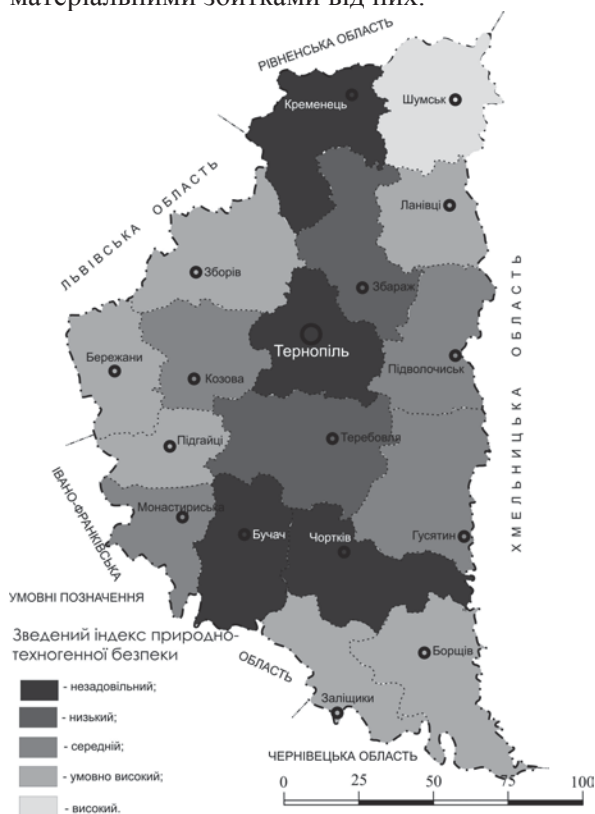 матеріальними збитками від них.
РІВНЕНСЬКА ОБЛАСТЬ
Кременець
Шумськ
ЛЬВІВСЬКА ОБЛАСТЬ
Ланівці
Зборів
Збараж
ХМЕЛЬНИЦЬКА ОБЛАСТЬ
Тернопіль
Бережани
Козова
Підволочиськ
Підгайці
Теребовля
ІВАНО-ФРАНКІВСЬКА
Монастириська
Бучач
Чортків
Гусятин
УМОВНІ ПОЗНАЧЕННЯ
Зведений індекс природно-
техногенної безпеки
ОБЛАСТЬ
Борщів
- незадовільний;
- низький;
- середній;
- умовно високий;
- високий.
Заліщики
ЧЕРНІВЕЦЬКА ОБЛАСТЬ
0 25 50 75 100